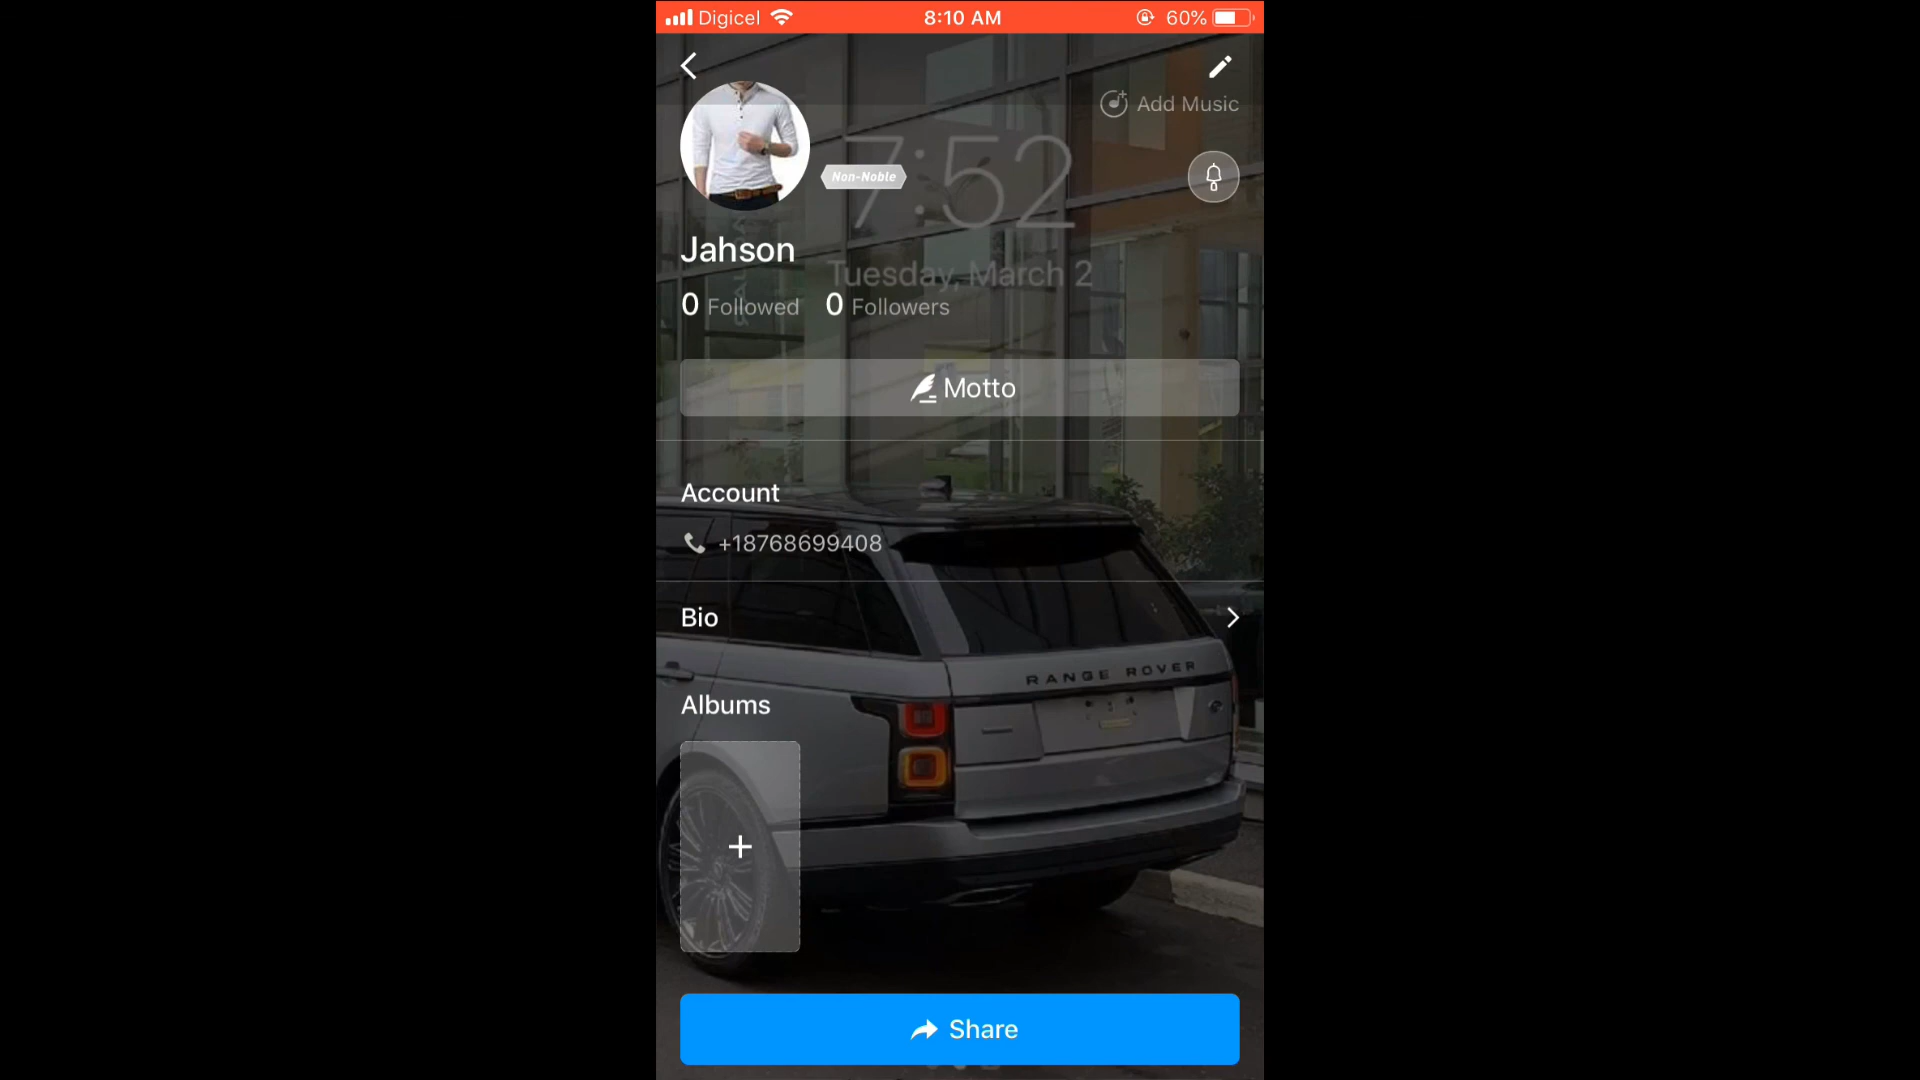 Digicel 8:10 AM 60%
Add Music
7:52
Non-Noble
Jahson
Tuesday, March 2
0 Followed 0 Followers
Motto
Account
+18768699408
Bio
RANGE ROVER
Albums
Share